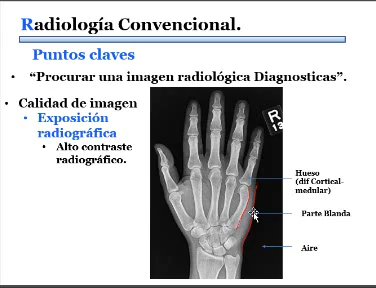 Radiología Convencional.
Puntos claves
• “Procurar una imagen radiológica Diagnosticas”.
• Calidad de imagen
• Exposición
radiográfica
• Alto contraste
radiográfico.
R
Hueso
(dif Cortical-
medular)
Parte Blanda
Aire